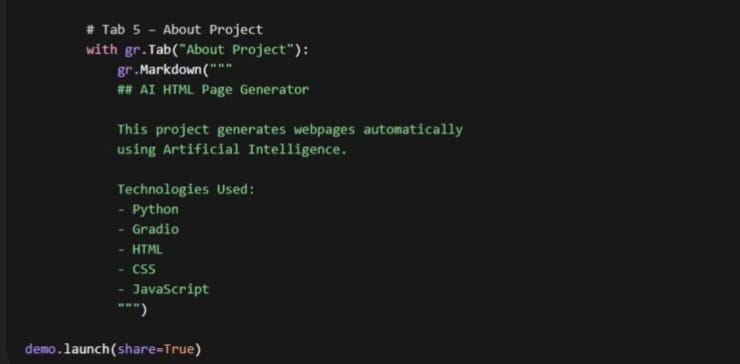 # Tab 5 – About Project
with gr.Tab("About Project"):
gr.Markdown("""
## AI HTML Page Generator
This project generates webpages automatically
using Artificial Intelligence.
Technologies Used:
- Python
- Gradio
- HTML
- CSS
- JavaScript
""")
demo.launch(share=True)